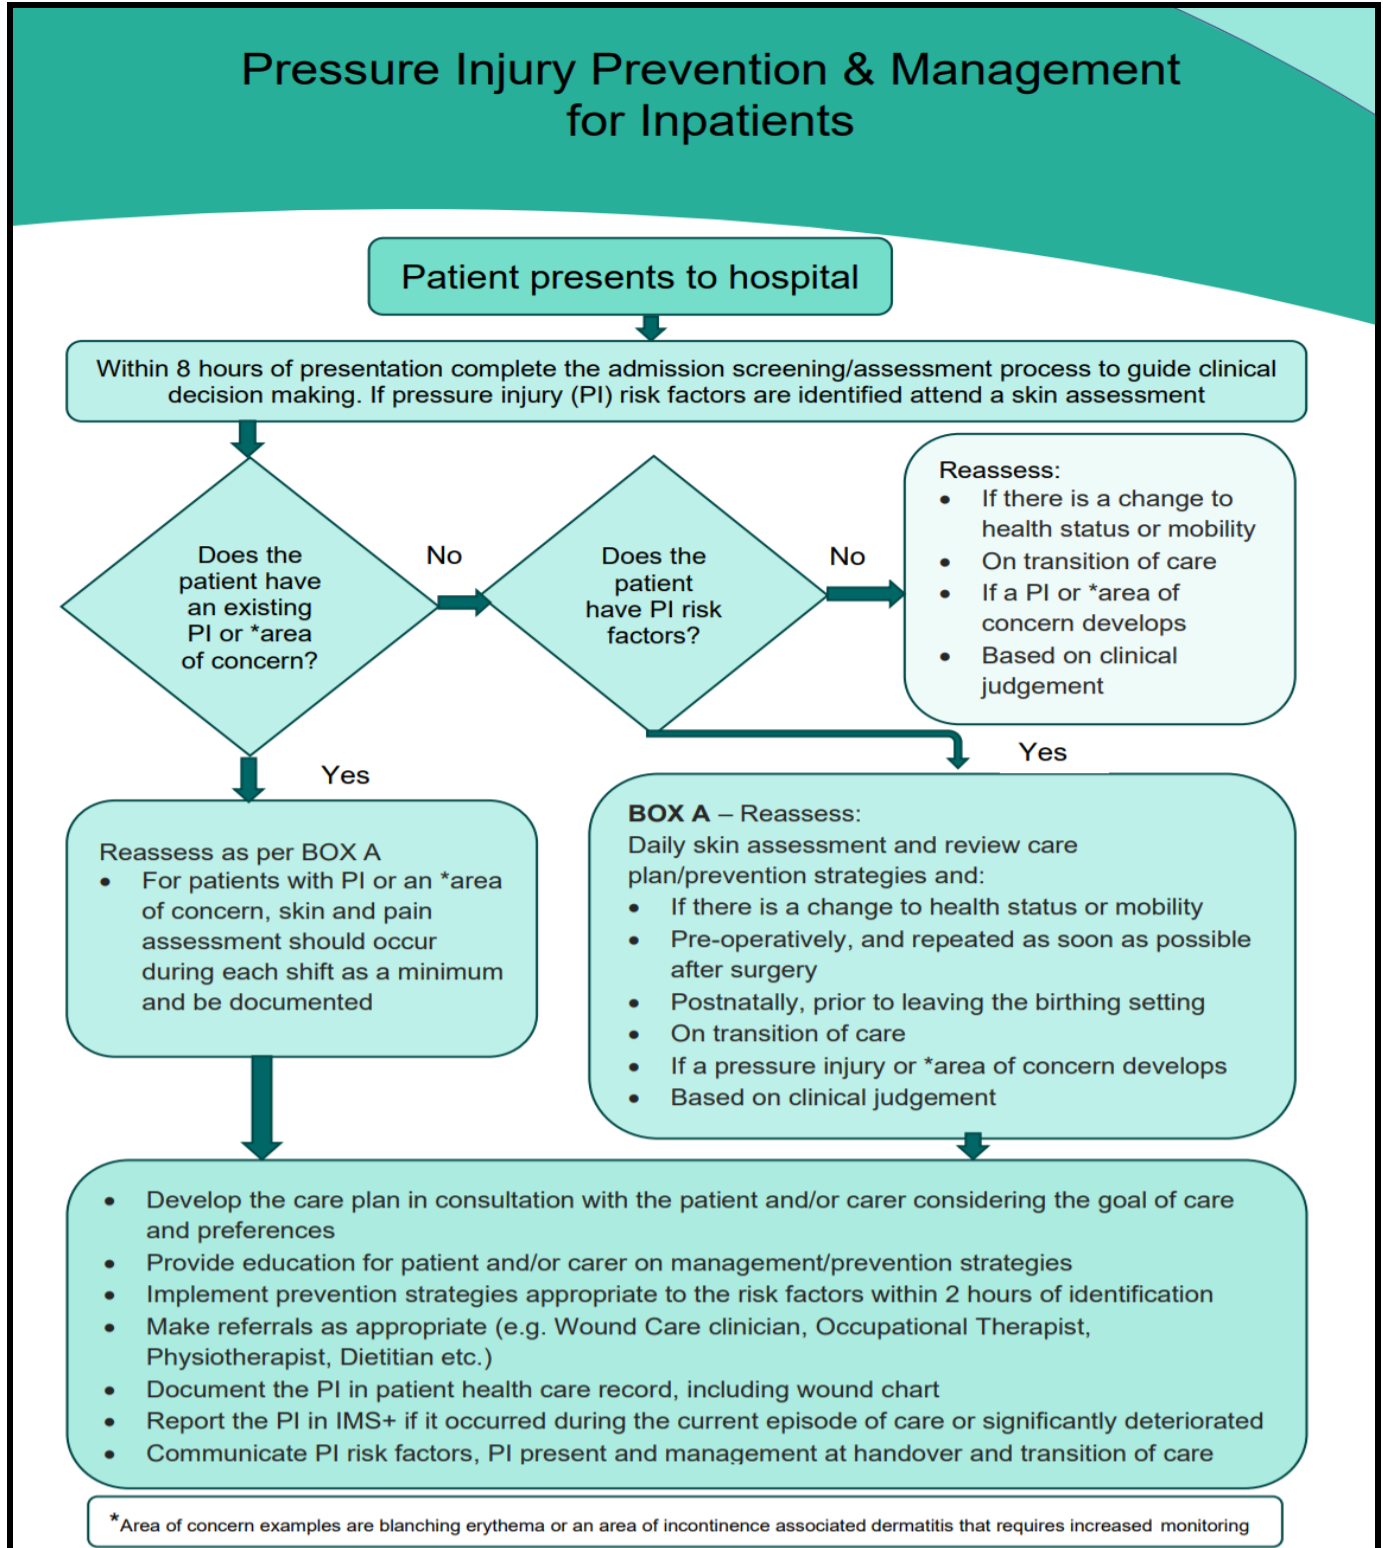 Pressure Injury Prevention & Management
for Inpatients
Patient presents to hospital
Within 8 hours of presentation complete the admission screening/assessment process to guide clinical
decision making. If pressure injury (PI) risk factors are identified attend a skin assessment
Does the
patient have
an existing
PI or *area
of concern?
No
Does the
patient
have PI risk
factors?
No
Reassess:
• If there is a change to
health status or mobility
• On transition of care
• If a PI or *area of
concern develops
• Based on clinical
judgement
Yes
Yes
Reassess as per BOX A
• For patients with PI or an *area
of concern, skin and pain
assessment should occur
during each shift as a minimum
and be documented
BOX A – Reassess:
Daily skin assessment and review care
plan/prevention strategies and:
• If there is a change to health status or mobility
• Pre-operatively, and repeated as soon as possible
after surgery
• Postnatally, prior to leaving the birthing setting
• On transition of care
• If a pressure injury or *area of concern develops
• Based on clinical judgement
• Develop the care plan in consultation with the patient and/or carer considering the goal of care
and preferences
• Provide education for patient and/or carer on management/prevention strategies
• Implement prevention strategies appropriate to the risk factors within 2 hours of identification
• Make referrals as appropriate (e.g. Wound Care clinician, Occupational Therapist,
Physiotherapist, Dietitian etc.)
• Document the PI in patient health care record, including wound chart
• Report the PI in IMS+ if it occurred during the current episode of care or significantly deteriorated
• Communicate PI risk factors, PI present and management at handover and transition of care
*Area of concern examples are blanching erythema or an area of incontinence associated dermatitis that requires increased monitoring